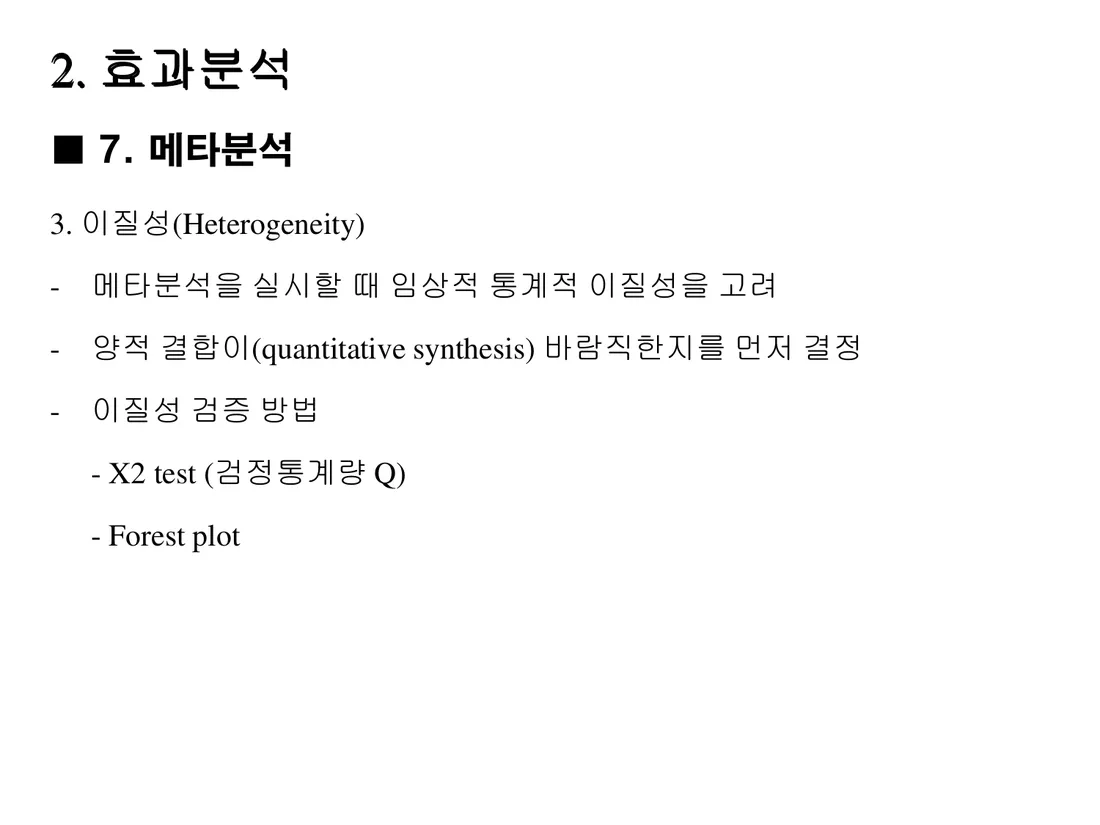 2. 효과분석
■ 7. 메타분석
3. 이질성(Heterogeneity)
- 메타분석을 실시할 때 임상적 통계적 이질성을 고려
- 양적 결합이(quantitative synthesis) 바람직한지를 먼저 결정
- 이질성 검증 방법
- X2 test (검정통계량 Q)
- Forest plot